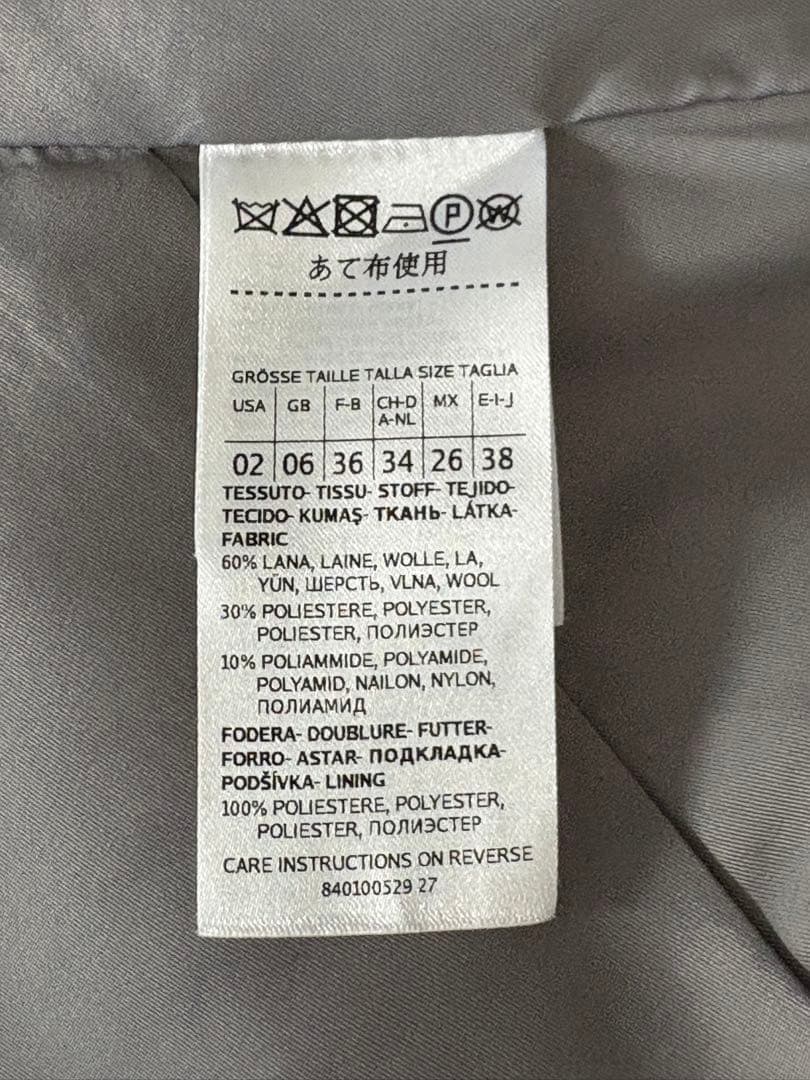 P W
あて布使用
GRÖSSE TAILLE TALLA SIZE TAGLIA
USA GB F-B CH-D A-NL MX E-I-J
02 06 36 34 26 38
TESSUTO- TISSU- STOFF- TEJIDO-
TECIDO- KUMAŞ- ТКАНЬ- LÁTKA-
FABRIC
60% LANA, LAINE, WOLLE, LA,
YÜN, ШЕРСТЬ, VLNA, WOOL
30% POLIESTERE, POLYESTER,
POLIESTER, ПОЛИЭСТЕР
10% POLIAMMIDE, POLYAMIDE,
POLYAMID, NAILON, NYLON,
ПОЛИАМИД
FODERA- DOUBLURE- FUTTER-
FORRO- ASTAR- ПОДКЛАДКА-
PODŠÍVKA- LINING
100% POLIESTERE, POLYESTER,
POLIESTER, ПОЛИЭСТЕР
CARE INSTRUCTIONS ON REVERSE
840100529 27